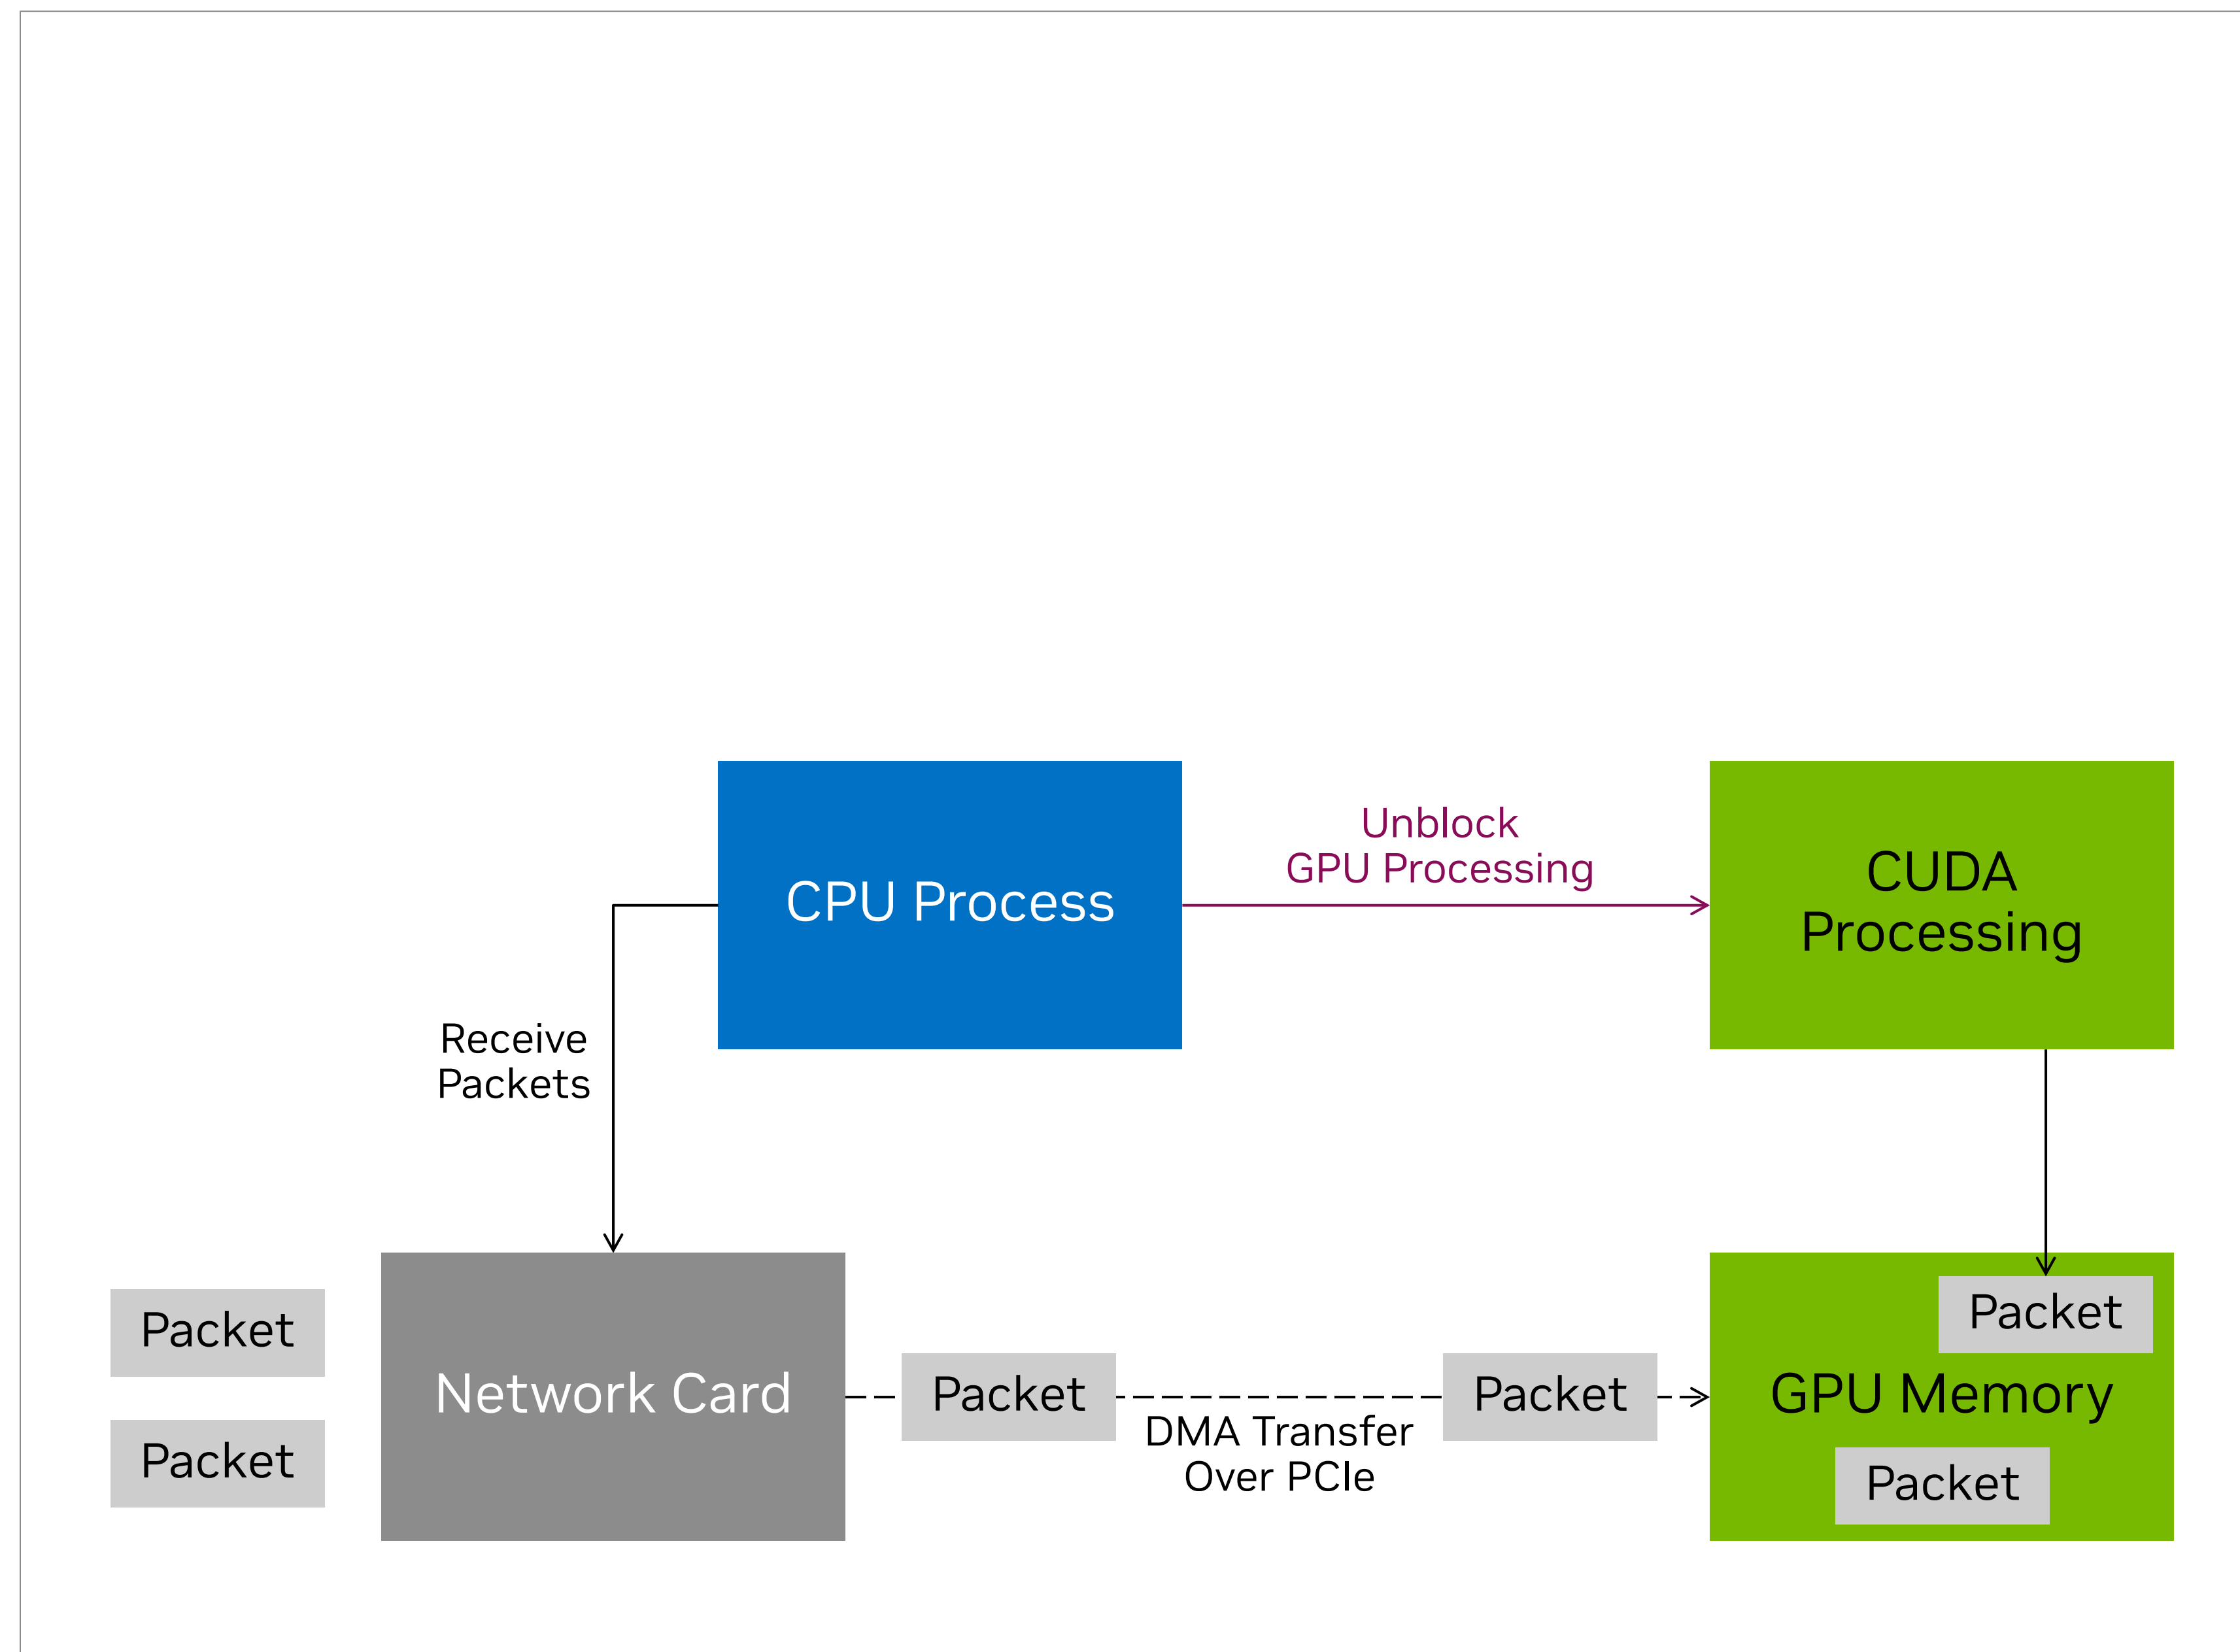 Unblock
GPU Processing
CPU Process
CUDA
Processing
Receive
Packets
Packet
Packet
Network Card
Packet
DMA Transfer
Over PCIe
Packet
Packet
GPU Memory
Packet